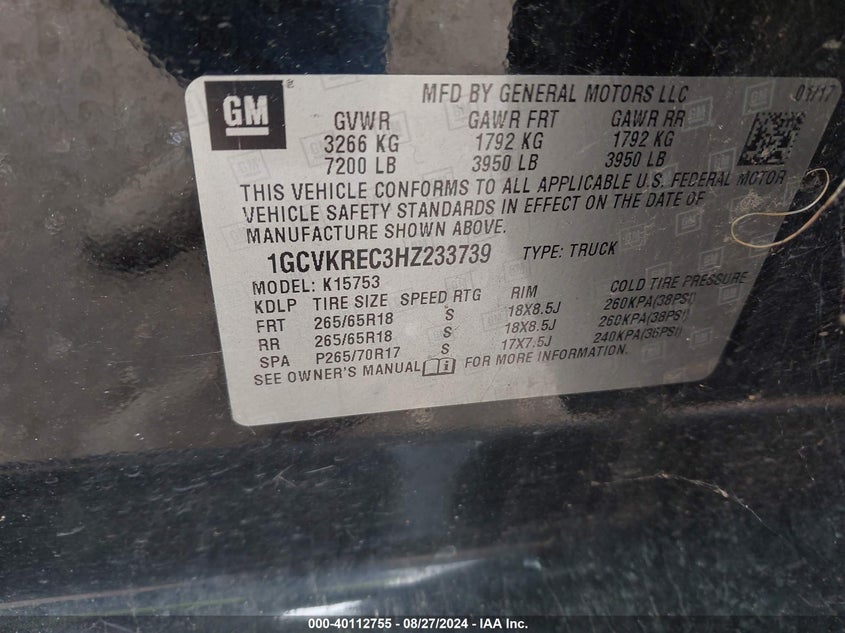 GM
MFD BY GENERAL MOTORS LLC 01/17
GVWR GAWR FRT GAWR RR
3266 KG 1792 KG 1792 KG
7200 LB 3950 LB 3950 LB
THIS VEHICLE CONFORMS TO ALL APPLICABLE U.S. FEDERAL MOTOR
VEHICLE SAFETY STANDARDS IN EFFECT ON THE DATE OF
MANUFACTURE SHOWN ABOVE.
1GCVKREC3HZ233739 TYPE: TRUCK
MODEL: K15753
KDLP TIRE SIZE SPEED RTG RIM COLD TIRE PRESSURE
FRT 265/65R18 S 18X8.5J 260KPA(38PSI)
RR 265/65R18 S 18X8.5J 260KPA(38PSI)
SPA P265/70R17 S 17X7.5J 240KPA(36PSI)
SEE OWNER'S MANUAL FOR MORE INFORMATION.
000-40112755 - 08/27/2024 - IAA Inc.